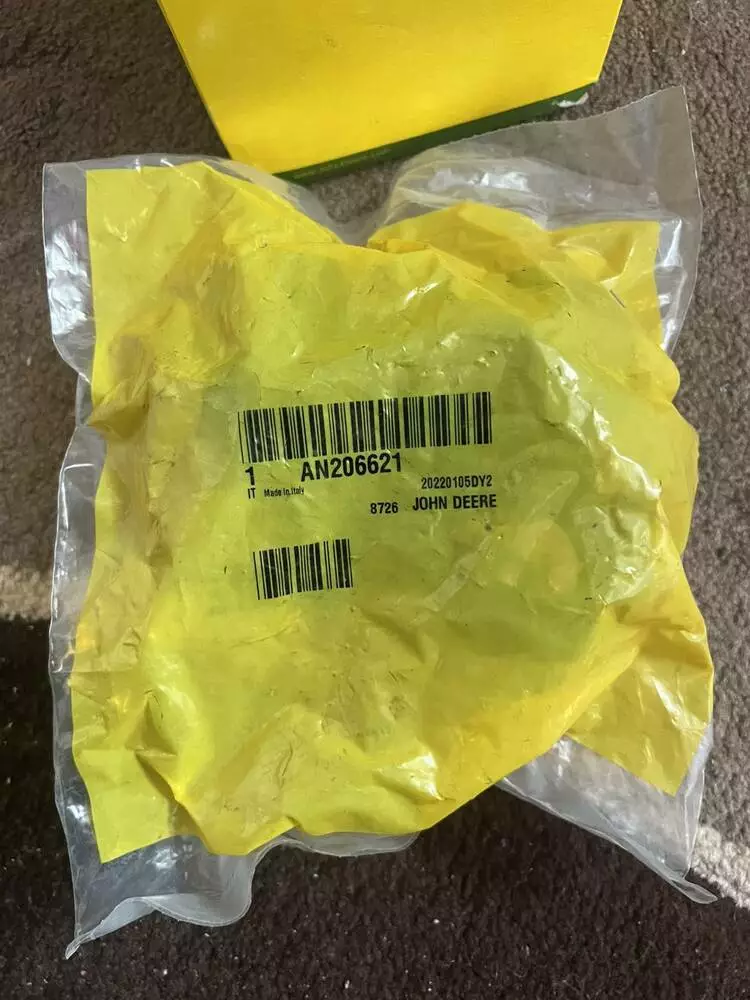 1 AN206621
IT Made in Italy 20220105DY2
8726 JOHN DEERE